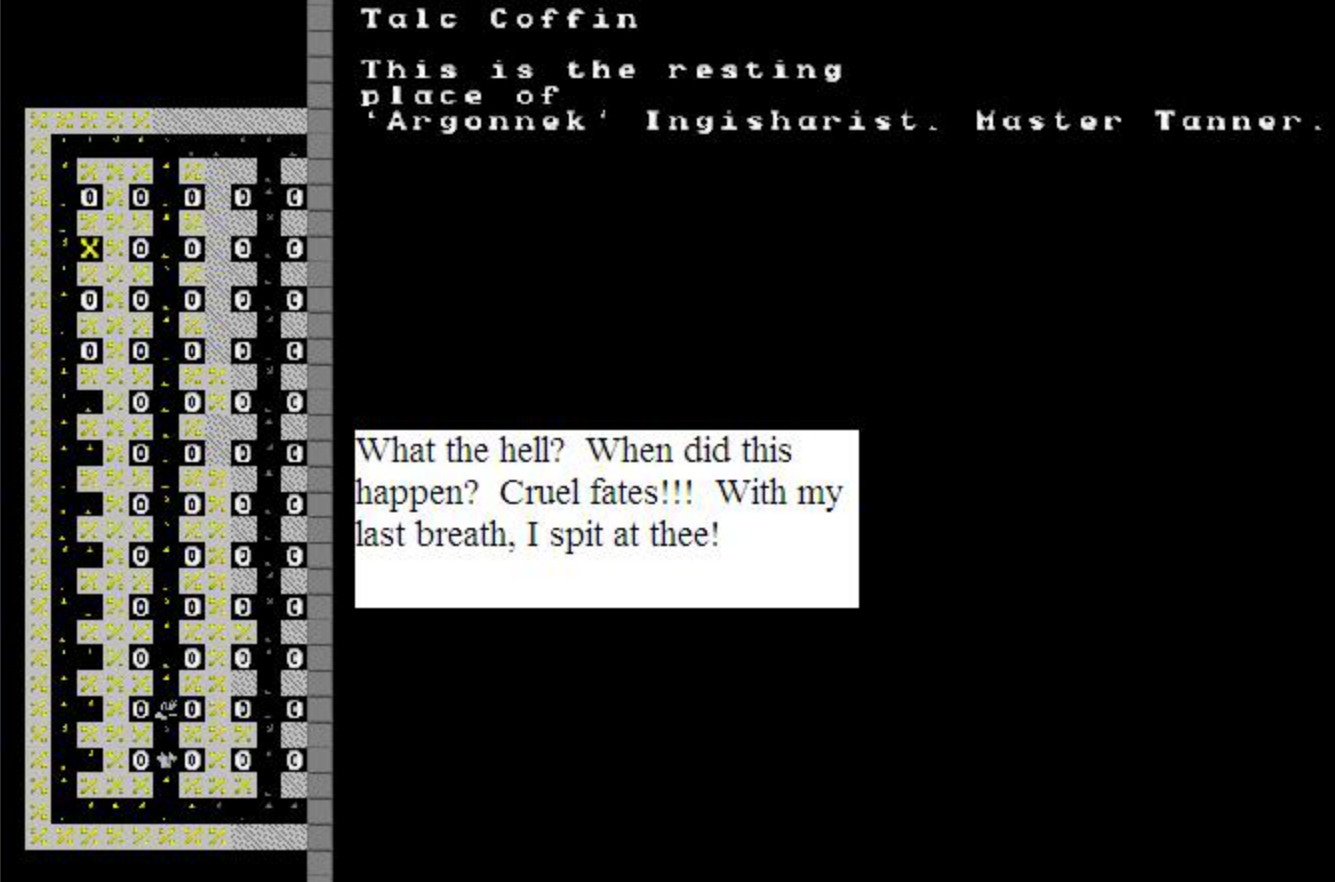 Talc Coffin
This is the resting
place of
'Argonnek' Ingisharist. Master Tanner.
What the hell?  When did this
happen?  Cruel fates!!!  With my
last breath, I spit at thee!